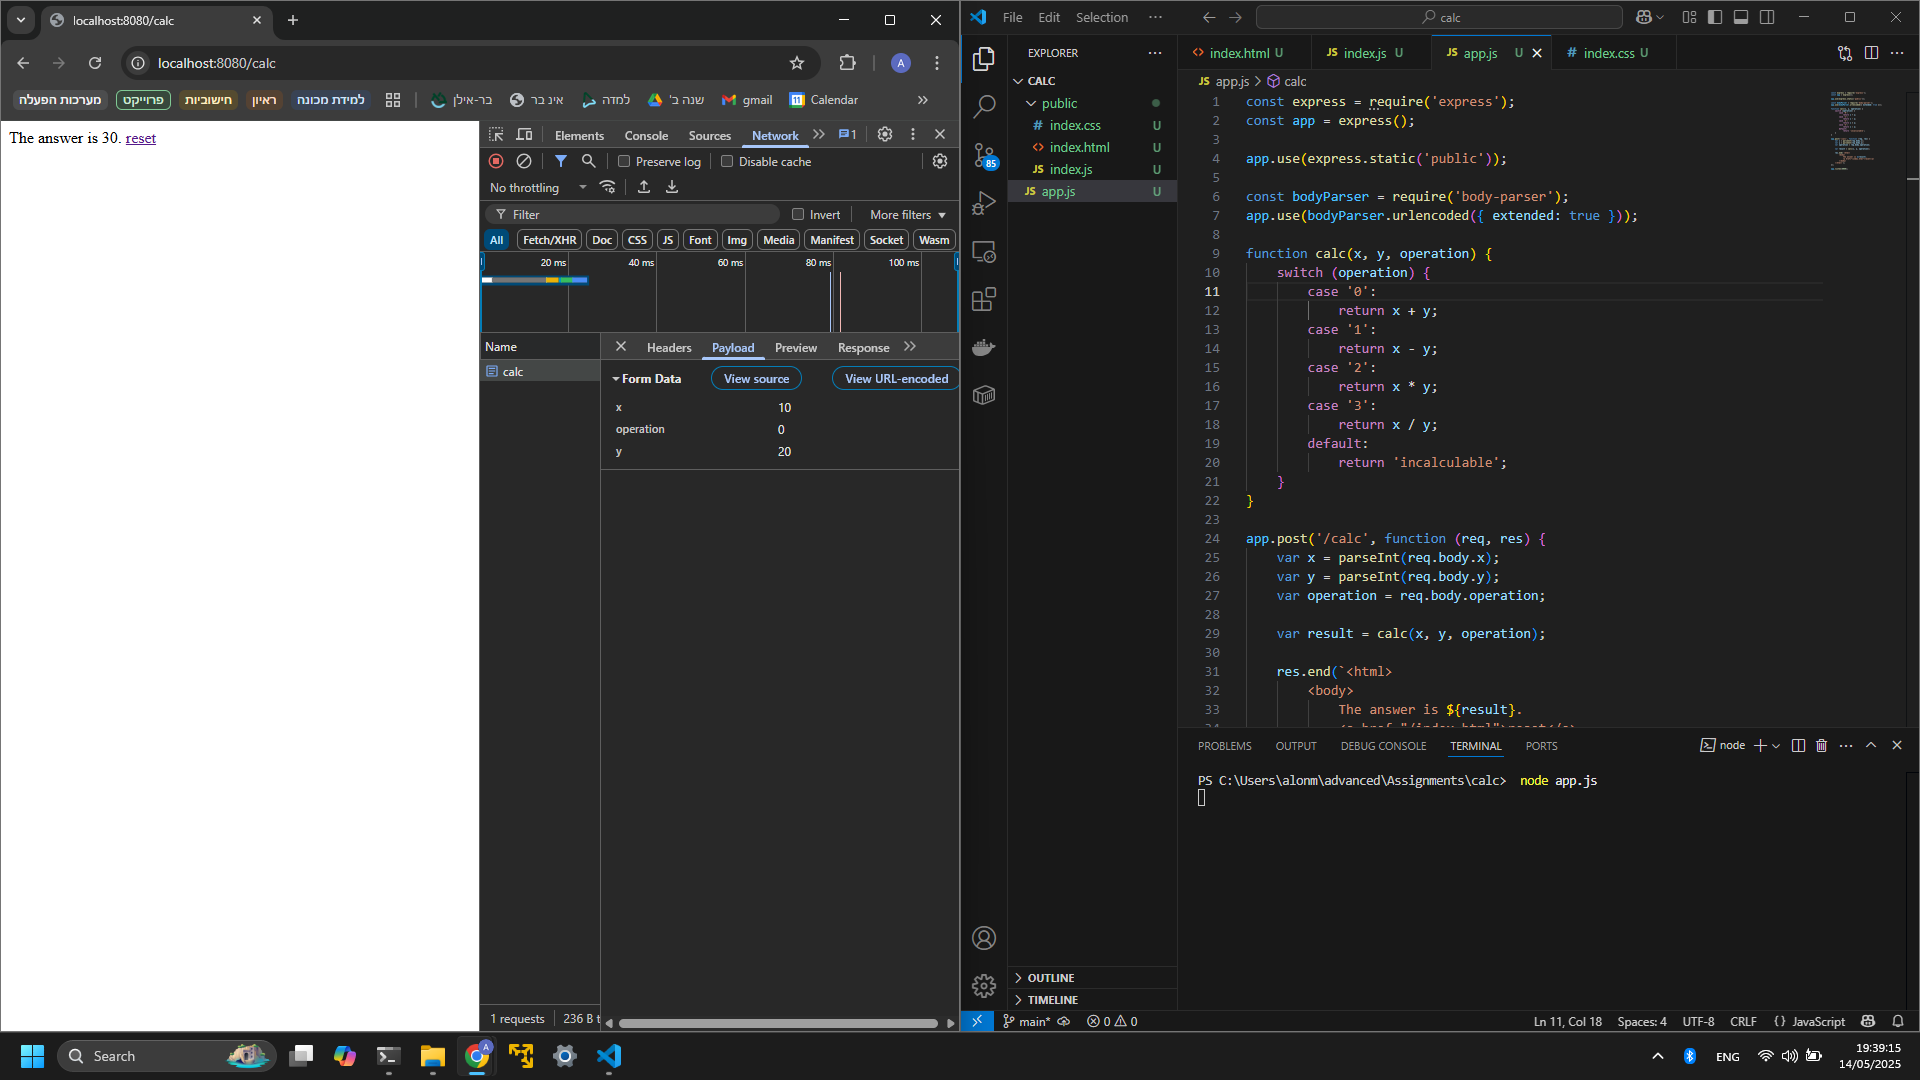 localhost:8080/calc
localhost:8080/calc
A
מערכות הפעלה
פרוייקט
חישוביות
ראיון
למידת מכונה
בר-אילן
אינ בר
למדה
שנה ב'
gmail
Calendar
The answer is 30. reset
Elements Console Sources Network 1
Preserve log Disable cache
No throttling
Filter Invert More filters
All Fetch/XHR Doc CSS JS Font Img Media Manifest Socket Wasm
20 ms 40 ms 60 ms 80 ms 100 ms
Name
calc
Headers Payload Preview Response
Form Data View source View URL-encoded
x 10
operation 0
y 20
1 requests 236 B t
File Edit Selection
calc
EXPLORER
CALC
public
index.css U
index.html U
index.js U
app.js U
85
OUTLINE
TIMELINE
index.html U
index.js U
app.js U
index.css U
app.js > calc
1 const express = require('express');
2 const app = express();
3
4 app.use(express.static('public'));
5
6 const bodyParser = require('body-parser');
7 app.use(bodyParser.urlencoded({ extended: true }));
8
9 function calc(x, y, operation) {
10 switch (operation) {
11 case '0':
12 return x + y;
13 case '1':
14 return x - y;
15 case '2':
16 return x * y;
17 case '3':
18 return x / y;
19 default:
20 return 'incalculable';
21 }
22 }
23
24 app.post('/calc', function (req, res) {
25 var x = parseInt(req.body.x);
26 var y = parseInt(req.body.y);
27 var operation = req.body.operation;
28
29 var result = calc(x, y, operation);
30
31 res.end(`<html>
32 <body>
33 The answer is ${result}.
PROBLEMS OUTPUT DEBUG CONSOLE TERMINAL PORTS
node
PS C:\Users\alonm\advanced\Assignments\calc> node app.js
main* 0 0
Ln 11, Col 18 Spaces: 4 UTF-8 CRLF {} JavaScript
Search
ENG
19:39:15
14/05/2025